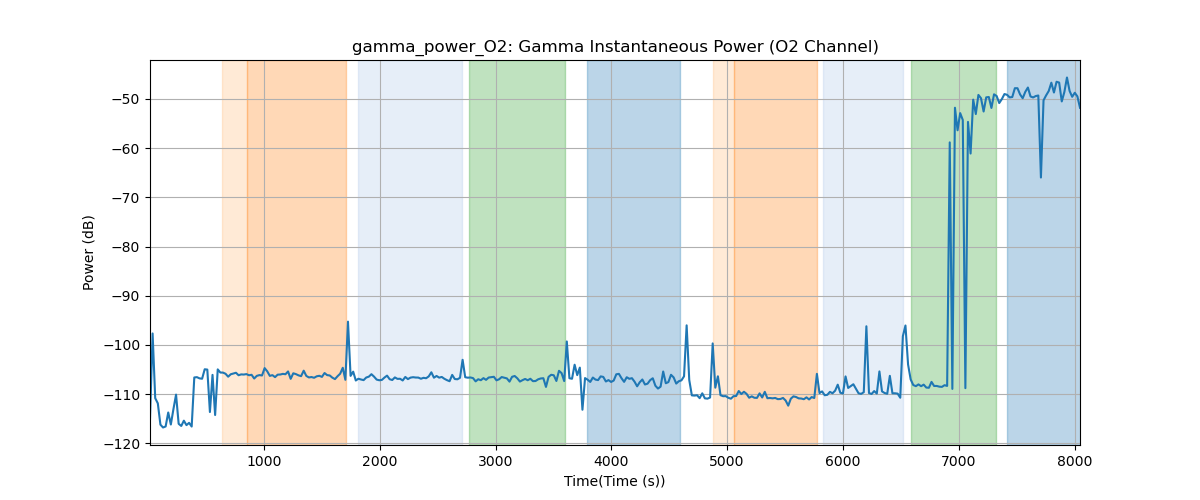 gamma_power_O2: Gamma Instantaneous Power (O2 Channel)
Power (dB)
−50
−60
−70
−80
−90
−100
−110
−120
1000 2000 3000 4000 5000 6000 7000 8000
Time(Time (s))